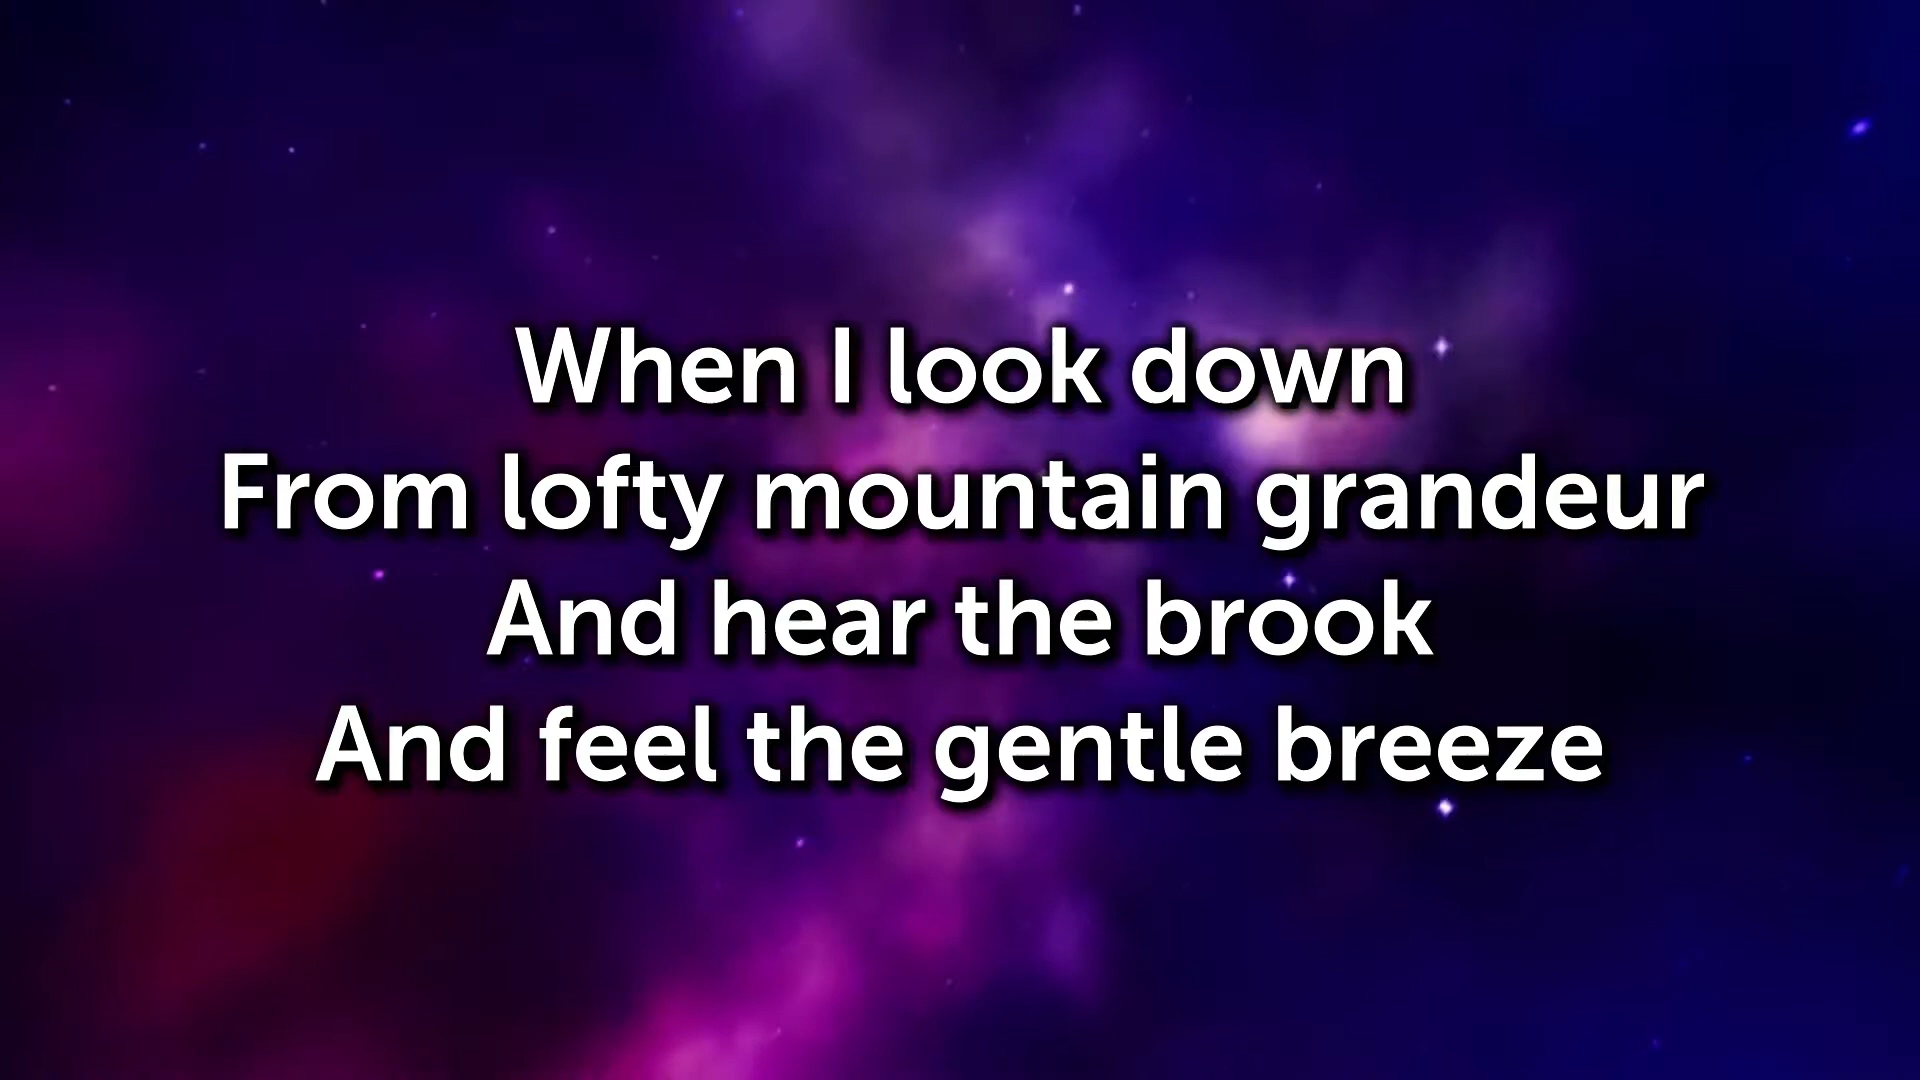 When I look down
From lofty mountain grandeur
And hear the brook
And feel the gentle breeze